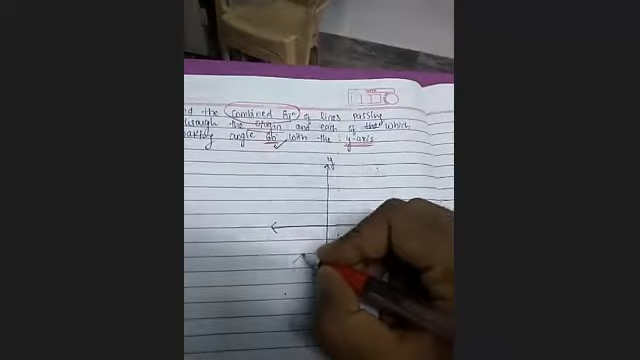 nd the Combined Eqn of lines passing
through the Origin and each of which
making angle 60° with the y-axis
y